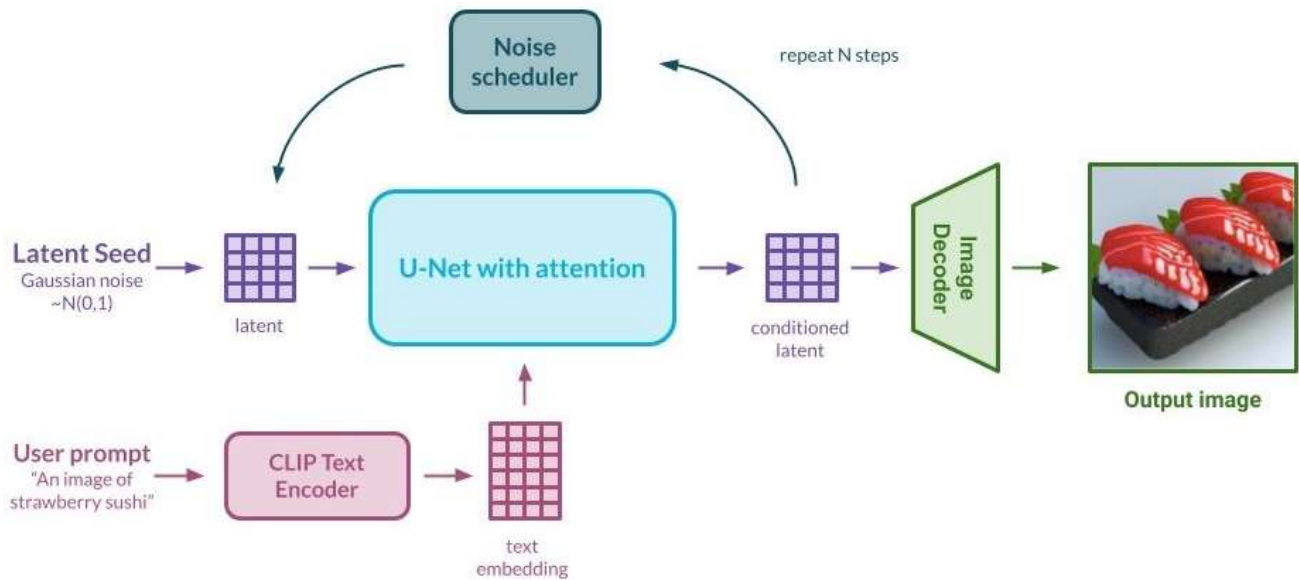 Noise
scheduler
repeat N steps
Latent Seed
Gaussian noise
~N(0,1)
latent
U-Net with attention
conditioned
latent
Image
Decoder
Output image
User prompt
“An image of
strawberry sushi”
CLIP Text
Encoder
text
embedding